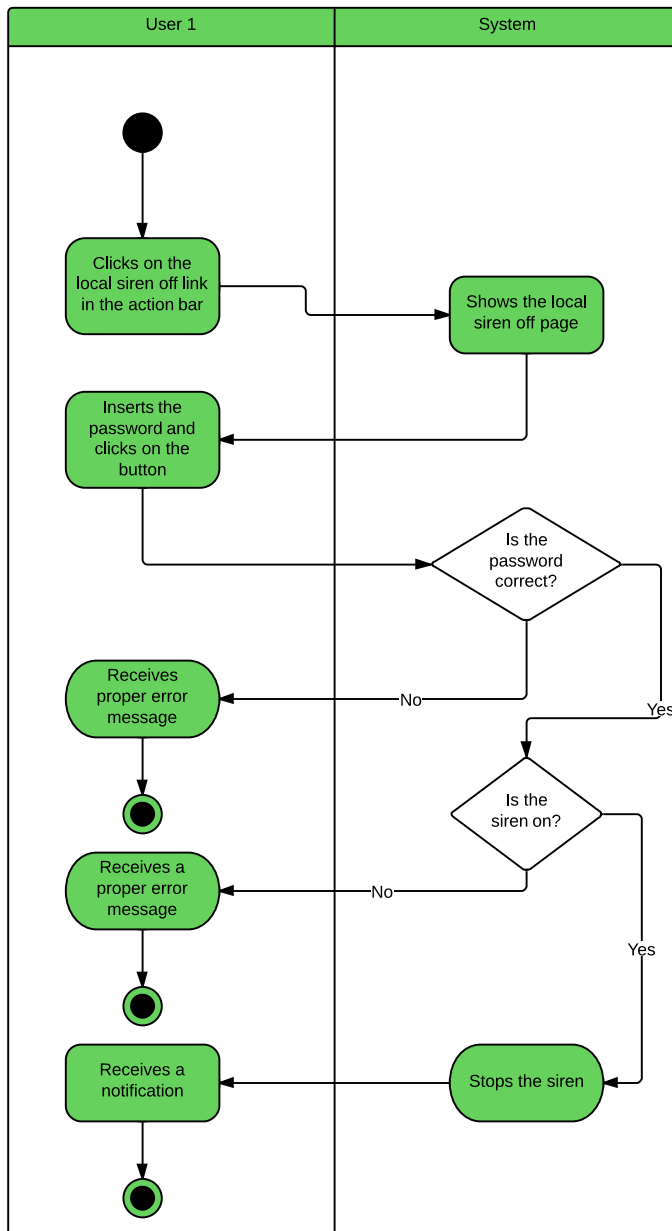 User 1
System
Clicks on the
local siren off link
in the action bar
Shows the local
siren off page
Inserts the
password and
clicks on the
button
Is the
password
correct?
Receives
proper error
message
No
Yes
Is the
siren on?
Receives a
proper error
message
No
Yes
Receives a
notification
Stops the siren